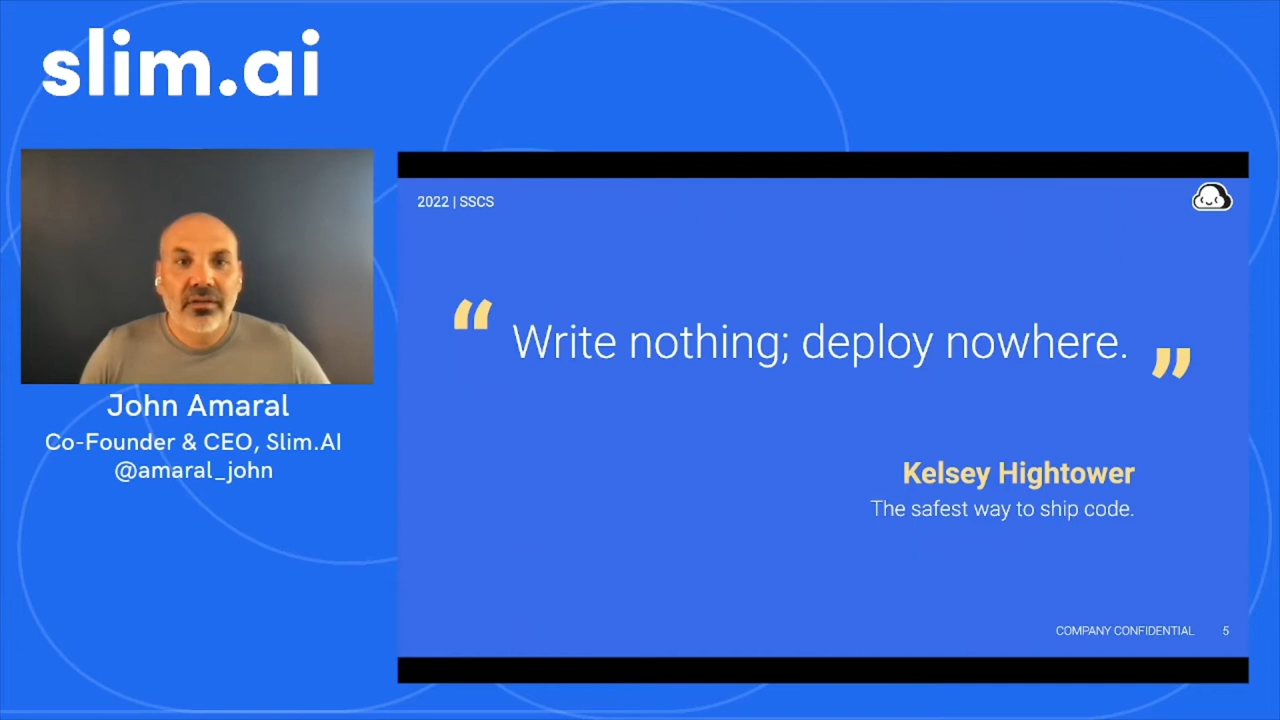 slim.ai
John Amaral
Co-Founder & CEO, Slim.AI
@amaral_john
2022 | SSCS
“ Write nothing; deploy nowhere. ”
Kelsey Hightower
The safest way to ship code.
COMPANY CONFIDENTIAL 5